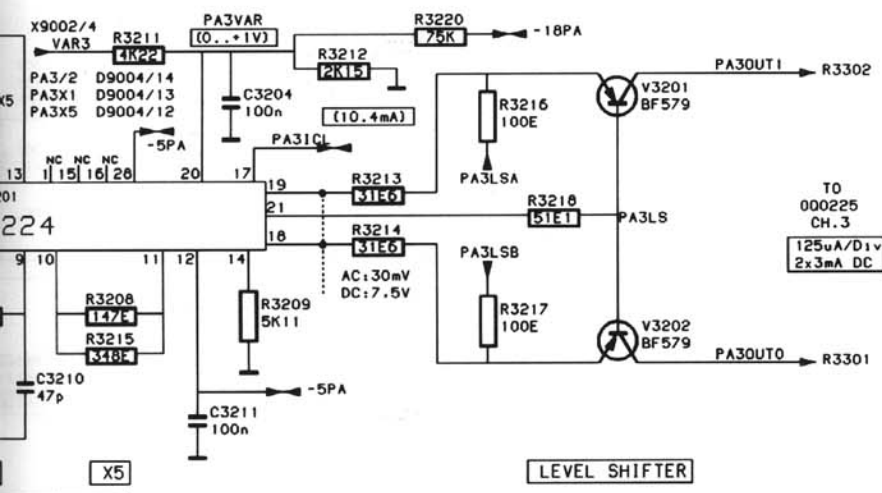 X9002/4
VAR3
R3211
4K22
PA3VAR
(0..+1V)
R3220
75K
-18PA
R3212
2K15
PA3/2 D9004/14
PA3X1 D9004/13
PA3X5 D9004/12
X5
C3204
100n
(10.4mA)
-5PA
PA3ICL
R3216
100E
PA3LSA
V3201
BF579
PA3OUT1
R3302
NC NC NC
13 1 15 16 28 20 17
201
224
19
21
18
R3213
31E6
R3218
51E1
PA3LS
R3214
31E6
TO
000225
CH.3
125uA/Div
2x3mA DC
9 10 11 12 14
AC:30mV
DC:7.5V
PA3LSB
R3217
100E
V3202
BF579
PA3OUT0
R3301
R3208
147E
R3215
348E
R3209
5K11
C3210
47p
-5PA
C3211
100n
X5
LEVEL SHIFTER